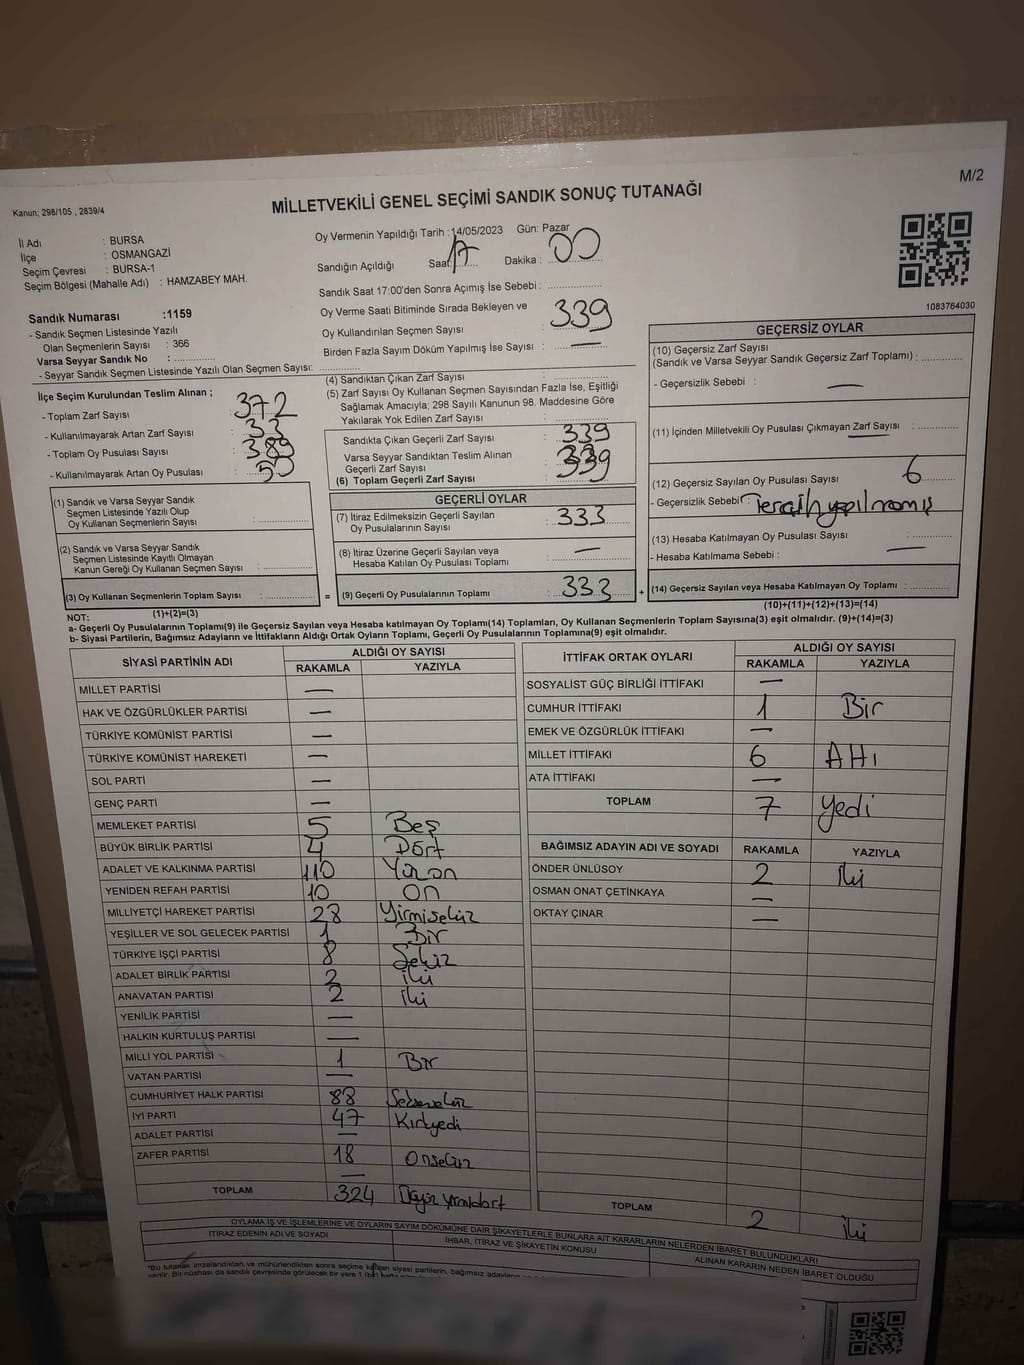 M/2
Kanun; 298/105 , 2839/4
MİLLETVEKİLİ GENEL SEÇİMİ SANDIK SONUÇ TUTANAĞI
İl Adı : BURSA
İlçe : OSMANGAZİ
Seçim Çevresi : BURSA-1
Seçim Bölgesi (Mahalle Adı) : HAMZABEY MAH.
Sandık Numarası :1159
- Sandık Seçmen Listesinde Yazılı
Olan Seçmenlerin Sayısı : 366
Varsa Seyyar Sandık No : ..............
- Seyyar Sandık Seçmen Listesinde Yazılı Olan Seçmen Sayısı: ..............
Oy Vermenin Yapıldığı Tarih : 14/05/2023 Gün: Pazar
Sandığın Açıldığı Saat: 17 Dakika : 00
Sandık Saat 17:00'den Sonra Açımış İse Sebebi : ..............
Oy Verme Saati Bitiminde Sırada Bekleyen ve
Oy Kullandırılan Seçmen Sayısı : 339
Birden Fazla Sayım Döküm Yapılmış İse Sayısı : —
1083764030
İlçe Seçim Kurulundan Teslim Alınan ;
- Toplam Zarf Sayısı : 372
- Kullanılmayarak Artan Zarf Sayısı : 33
- Toplam Oy Pusulası Sayısı : 389
- Kullanılmayarak Artan Oy Pusulası : 50
(1) Sandık ve Varsa Seyyar Sandık
Seçmen Listesinde Yazılı Olup
Oy Kullanan Seçmenlerin Sayısı : ..............
(2) Sandık ve Varsa Seyyar Sandık
Seçmen Listesinde Kayıtlı Olmayan
Kanun Gereği Oy Kullanan Seçmen Sayısı : ..............
(3) Oy Kullanan Seçmenlerin Toplam Sayısı : ..............
(1)+(2)=(3)
(4) Sandıktan Çıkan Zarf Sayısı : ..............
(5) Zarf Sayısı Oy Kullanan Seçmen Sayısından Fazla İse, Eşitliği
Sağlamak Amacıyla; 298 Sayılı Kanunun 98. Maddesine Göre
Yakılarak Yok Edilen Zarf Sayısı : ..............
Sandıkta Çıkan Geçerli Zarf Sayısı : 339
Varsa Seyyar Sandıktan Teslim Alınan
Geçerli Zarf Sayısı :
(6) Toplam Geçerli Zarf Sayısı : 339
GEÇERLİ OYLAR
(7) İtiraz Edilmeksizin Geçerli Sayılan
Oy Pusulalarının Sayısı : 333
(8) İtiraz Üzerine Geçerli Sayılan veya
Hesaba Katılan Oy Pusulası Toplamı : —
= (9) Geçerli Oy Pusulalarının Toplamı : 333 +
GEÇERSİZ OYLAR
(10) Geçersiz Zarf Sayısı
(Sandık ve Varsa Seyyar Sandık Geçersiz Zarf Toplamı) : ..............
- Geçersizlik Sebebi : —
(11) İçinden Milletvekili Oy Pusulası Çıkmayan Zarf Sayısı : ..............
—
(12) Geçersiz Sayılan Oy Pusulası Sayısı : 6
- Geçersizlik Sebebi : Tercih yapılmamış
(13) Hesaba Katılmayan Oy Pusulası Sayısı : ..............
- Hesaba Katılmama Sebebi : —
(14) Geçersiz Sayılan veya Hesaba Katılmayan Oy Toplamı : ..............
(10)+(11)+(12)+(13)=(14)
NOT:
a- Geçerli Oy Pusulalarının Toplamı(9) ile Geçersiz Sayılan veya Hesaba katılmayan Oy Toplamı(14) Toplamları, Oy Kullanan Seçmenlerin Toplam Sayısına(3) eşit olmalıdır. (9)+(14)=(3)
b- Siyasi Partilerin, Bağımsız Adayların ve İttifakların Aldığı Ortak Oyların Toplamı, Geçerli Oy Pusulalarının Toplamına(9) eşit olmalıdır.
SİYASİ PARTİNİN ADI ALDIĞI OY SAYISI
RAKAMLA YAZIYLA
MİLLET PARTİSİ —
HAK VE ÖZGÜRLÜKLER PARTİSİ —
TÜRKİYE KOMÜNİST PARTİSİ —
TÜRKİYE KOMÜNİST HAREKETİ —
SOL PARTİ —
GENÇ PARTİ —
MEMLEKET PARTİSİ 5 Beş
BÜYÜK BİRLİK PARTİSİ 4 Dört
ADALET VE KALKINMA PARTİSİ 110 Yüzon
YENİDEN REFAH PARTİSİ 10 On
MİLLİYETÇİ HAREKET PARTİSİ 28 Yirmisekiz
YEŞİLLER VE SOL GELECEK PARTİSİ 1 Bir
TÜRKİYE İŞÇİ PARTİSİ 8 Sekiz
ADALET BİRLİK PARTİSİ 2 İki
ANAVATAN PARTİSİ 2 İki
YENİLİK PARTİSİ —
HALKIN KURTULUŞ PARTİSİ —
MİLLİ YOL PARTİSİ 1 Bir
VATAN PARTİSİ —
CUMHURİYET HALK PARTİSİ 88 Seksensekiz
İYİ PARTİ 47 Kırkyedi
ADALET PARTİSİ —
ZAFER PARTİSİ 18 Onsekiz
—
TOPLAM 324 Üçyüz yirmidört
İTTİFAK ORTAK OYLARI ALDIĞI OY SAYISI
RAKAMLA YAZIYLA
SOSYALİST GÜÇ BİRLİĞİ İTTİFAKI —
CUMHUR İTTİFAKI 1 Bir
EMEK VE ÖZGÜRLÜK İTTİFAKI —
MİLLET İTTİFAKI 6 Altı
ATA İTTİFAKI —
TOPLAM 7 Yedi
BAĞIMSIZ ADAYIN ADI VE SOYADI RAKAMLA YAZIYLA
ÖNDER ÜNLÜSOY 2 İki
OSMAN ONAT ÇETİNKAYA —
OKTAY ÇINAR —
TOPLAM 2 İki
OYLAMA İŞ VE İŞLEMLERİNE VE OYLARIN SAYIM DÖKÜMÜNE DAİR ŞİKAYETLERLE BUNLARA AİT KARARLARIN NELERDEN İBARET BULUNDUKLARI
İTİRAZ EDENİN ADI VE SOYADI İHBAR, İTİRAZ VE ŞİKAYETİN KONUSU ALINAN KARARIN NEDEN İBARET OLDUĞU
*Bu tutanak imzalandıktan ve mühürlendikten sonra seçime katılan siyasi partilerin, bağımsız adayların